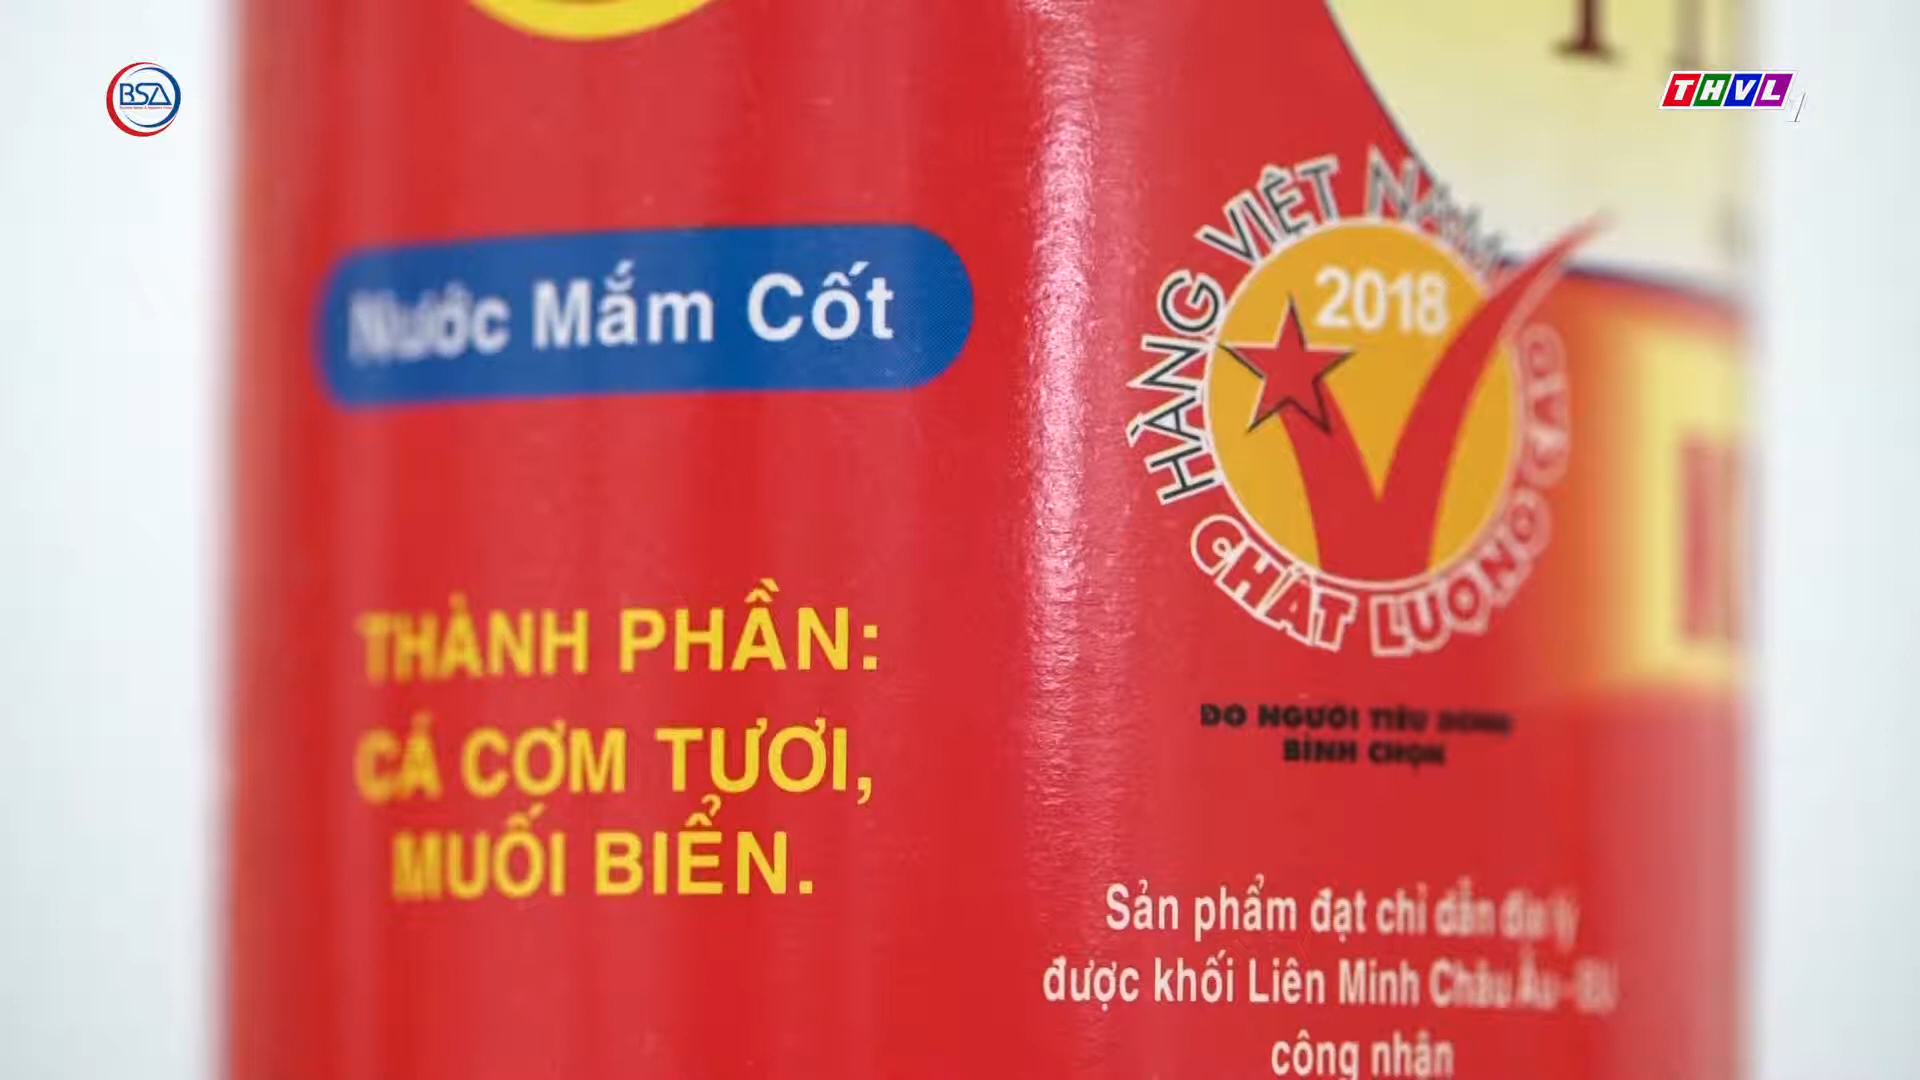 BSA
THVL1
Nước Mắm Cốt
THÀNH PHẦN:
CÁ CƠM TƯƠI,
MUỐI BIỂN.
HÀNG VIỆT NAM
2018
CHẤT LƯỢNG CAO
DO NGƯỜI TIÊU DÙNG
BÌNH CHỌN
Sản phẩm đạt chỉ dẫn địa lý
được khối Liên Minh Châu Âu - EU
công nhận